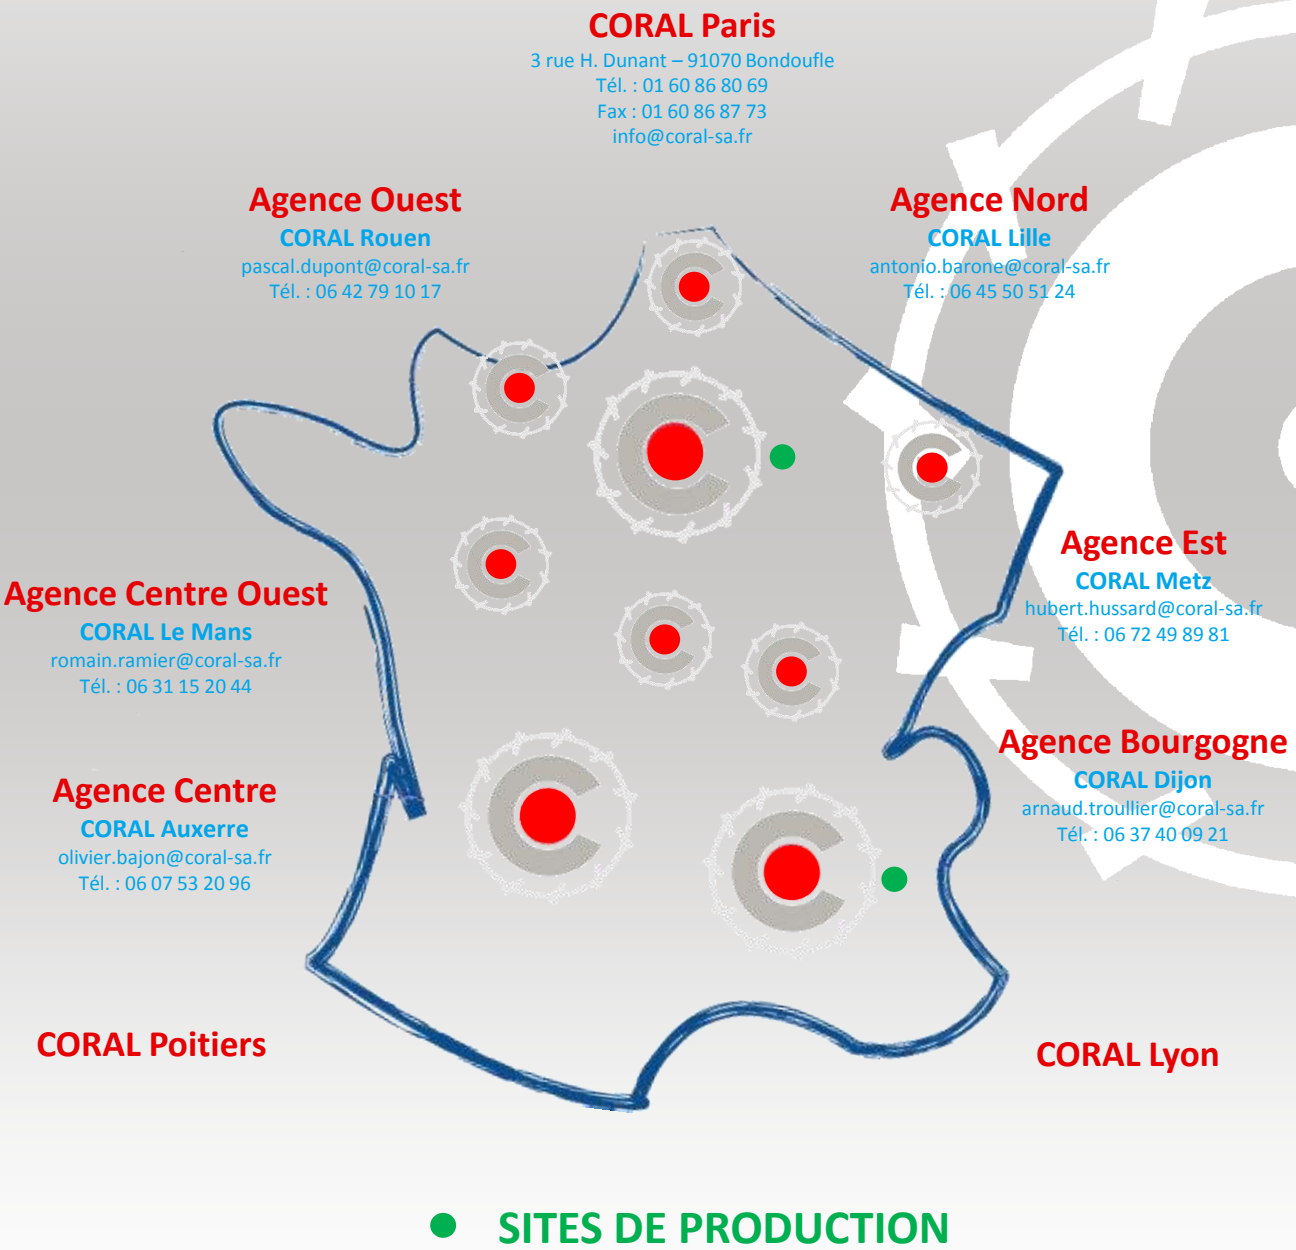 CORAL Paris
3 rue H. Dunant – 91070 Bondoufle
Tél. : 01 60 86 80 69
Fax : 01 60 86 87 73
info@coral-sa.fr
Agence Ouest
CORAL Rouen
pascal.dupont@coral-sa.fr
Tél. : 06 42 79 10 17
Agence Nord
CORAL Lille
antonio.barone@coral-sa.fr
Tél. : 06 45 50 51 24
Agence Est
CORAL Metz
hubert.hussard@coral-sa.fr
Tél. : 06 72 49 89 81
Agence Centre Ouest
CORAL Le Mans
romain.ramier@coral-sa.fr
Tél. : 06 31 15 20 44
Agence Bourgogne
CORAL Dijon
arnaud.troullier@coral-sa.fr
Tél. : 06 37 40 09 21
Agence Centre
CORAL Auxerre
olivier.bajon@coral-sa.fr
Tél. : 06 07 53 20 96
CORAL Poitiers
CORAL Lyon
SITES DE PRODUCTION